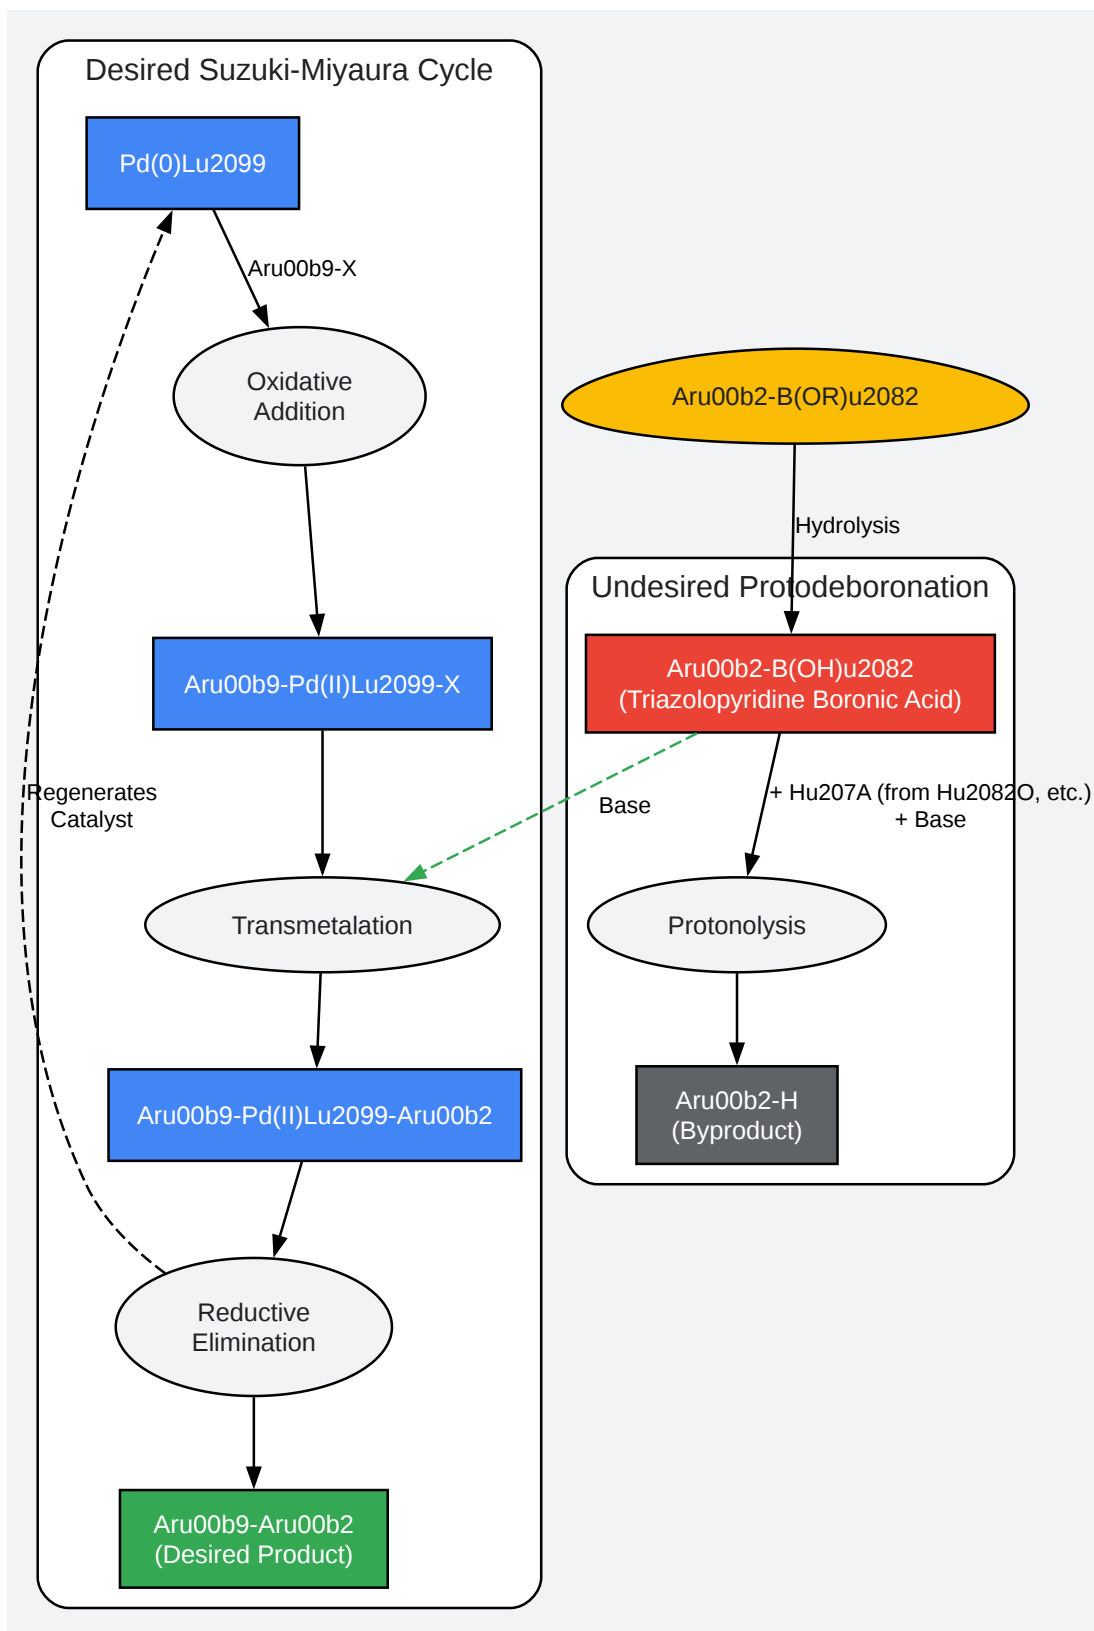 Desired Suzuki-Miyaura Cycle
Pd(0)Lu2099
Aru00b9-X
Oxidative
Addition
Aru00b9-Pd(II)Lu2099-X
Regenerates
Catalyst
Transmetalation
Aru00b9-Pd(II)Lu2099-Aru00b2
Reductive
Elimination
Aru00b9-Aru00b2
(Desired Product)
Aru00b2-B(OR)u2082
Hydrolysis
Undesired Protodeboronation
Aru00b2-B(OH)u2082
(Triazolopyridine Boronic Acid)
Base
+ Hu207A (from Hu2082O, etc.)
+ Base
Protonolysis
Aru00b2-H
(Byproduct)